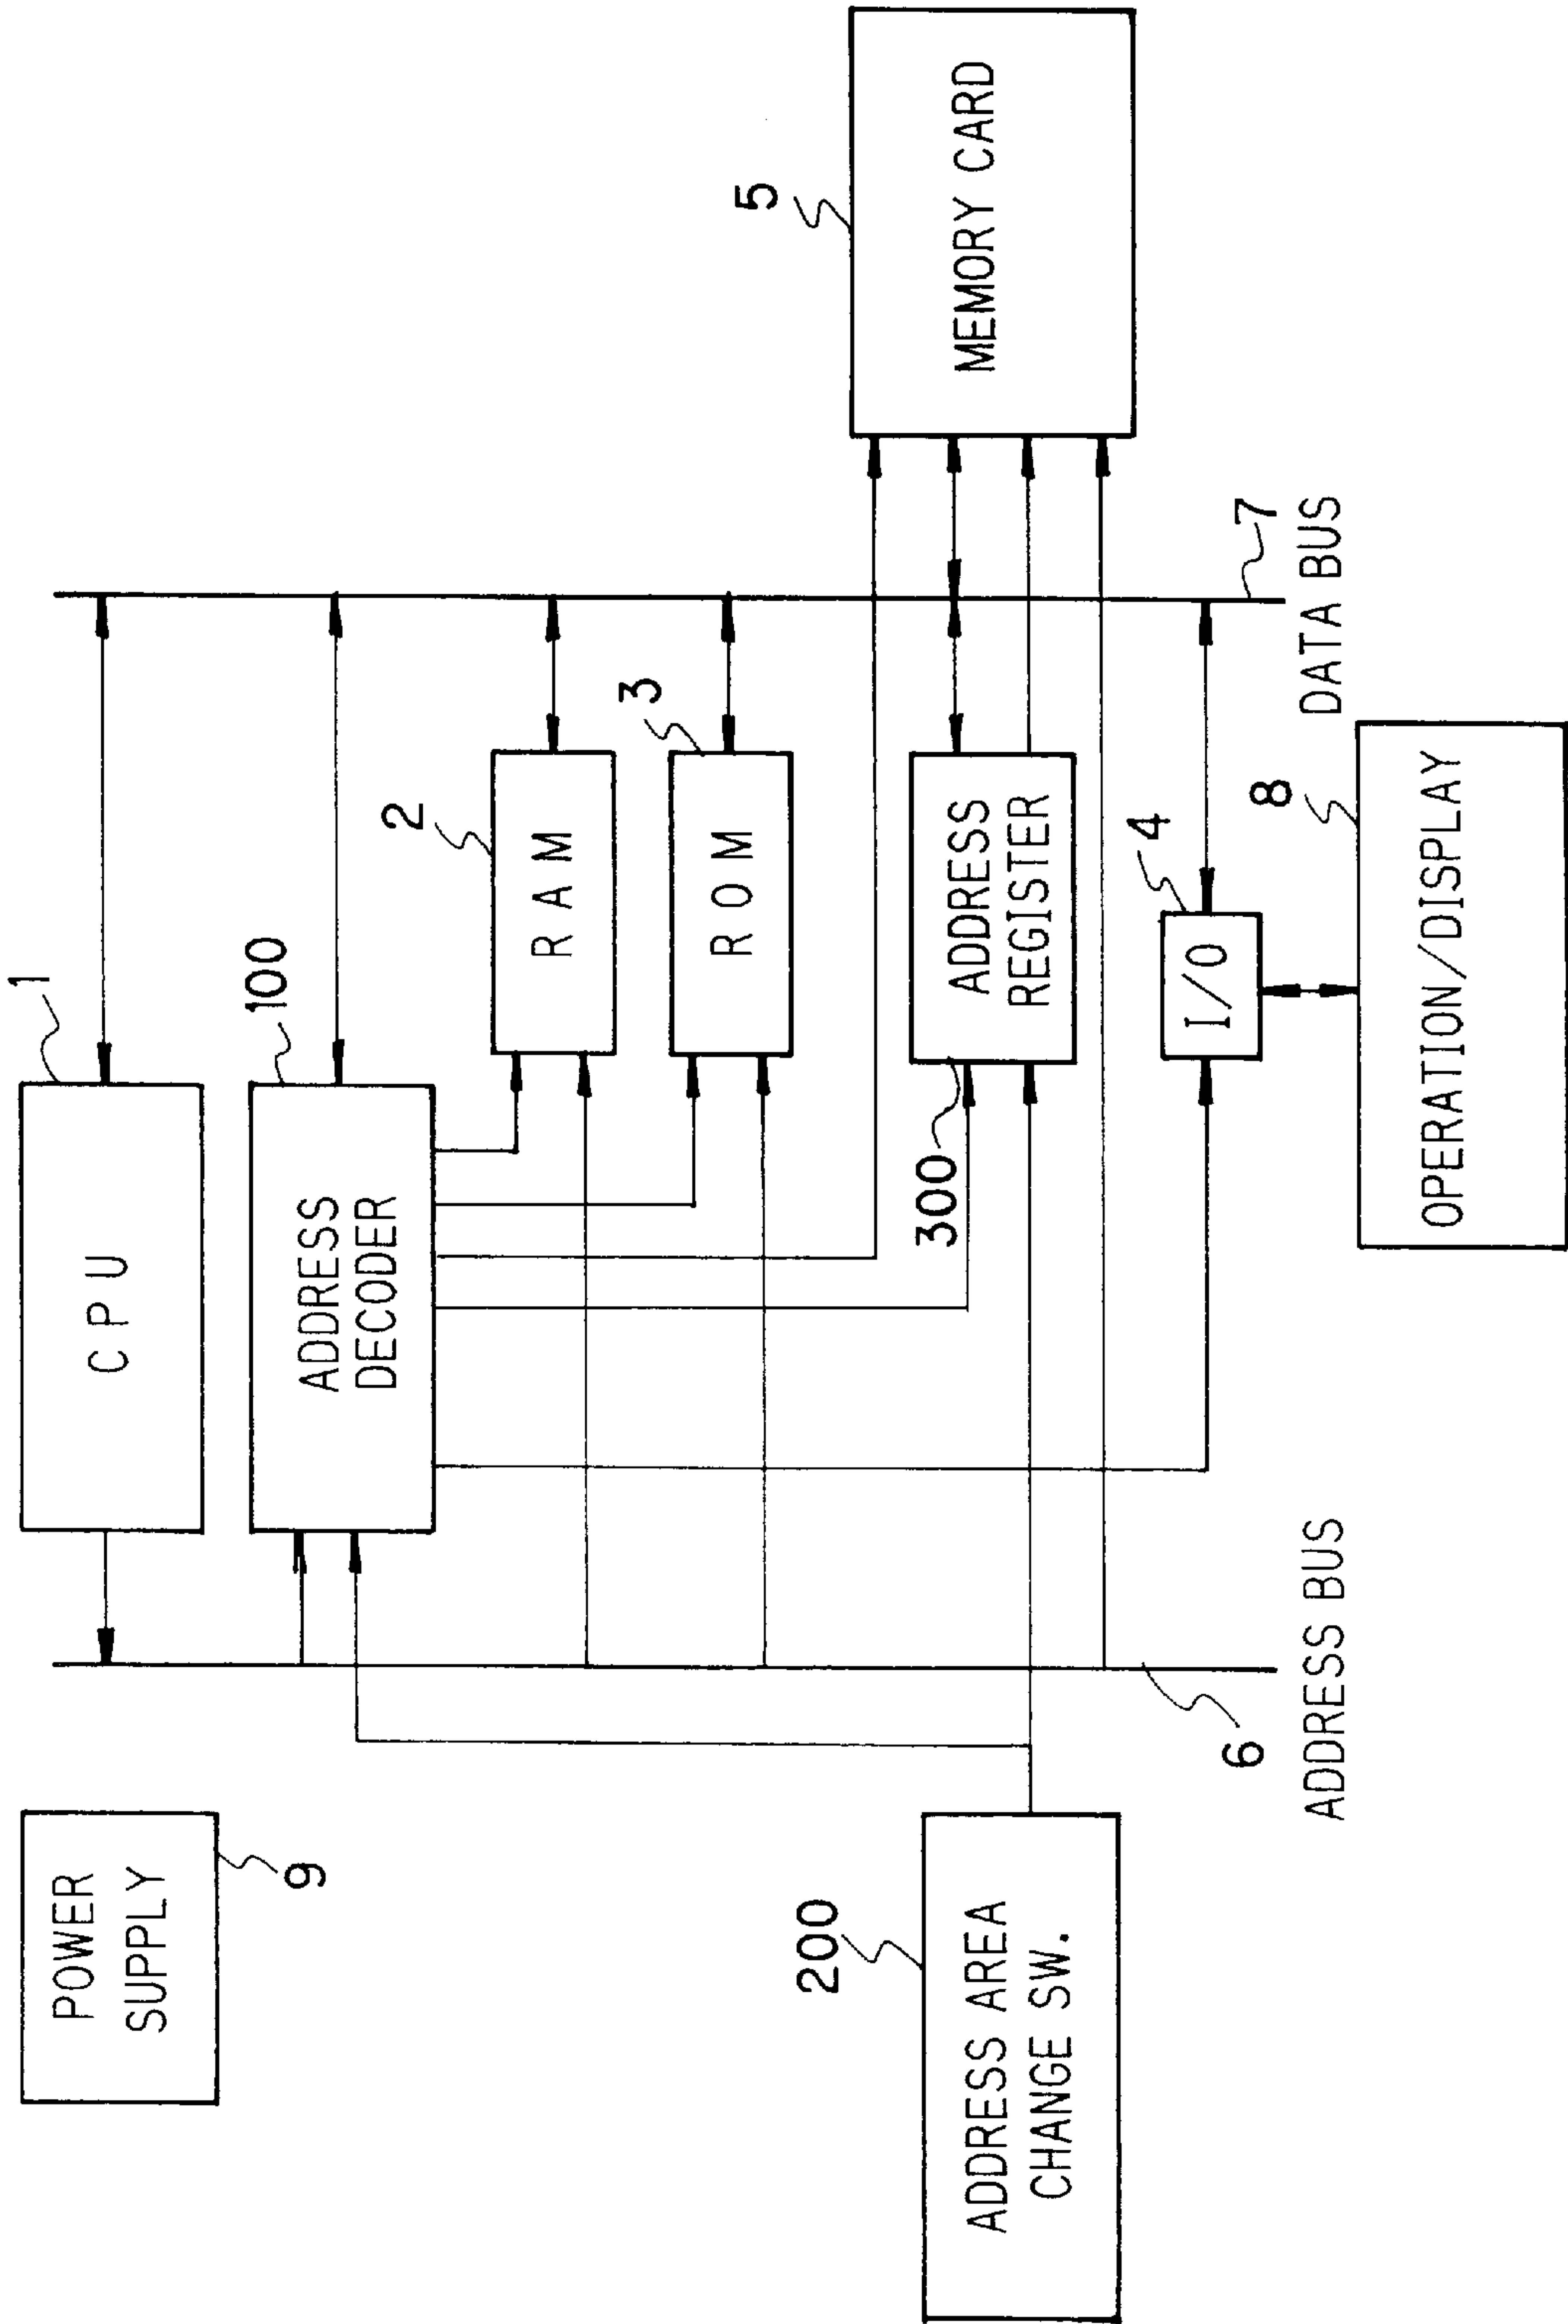 POWER
SUPPLY
9
C P U
1
ADDRESS
DECODER
100
R A M
2
R O M
3
ADDRESS AREA
CHANGE SW.
200
ADDRESS
REGISTER
300
MEMORY CARD
5
I/O
4
OPERATION/DISPLAY
8
6
ADDRESS BUS
7
DATA BUS